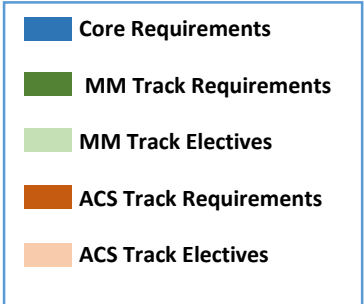 Core Requirements
MM Track Requirements
MM Track Electives
ACS Track Requirements
ACS Track Electives